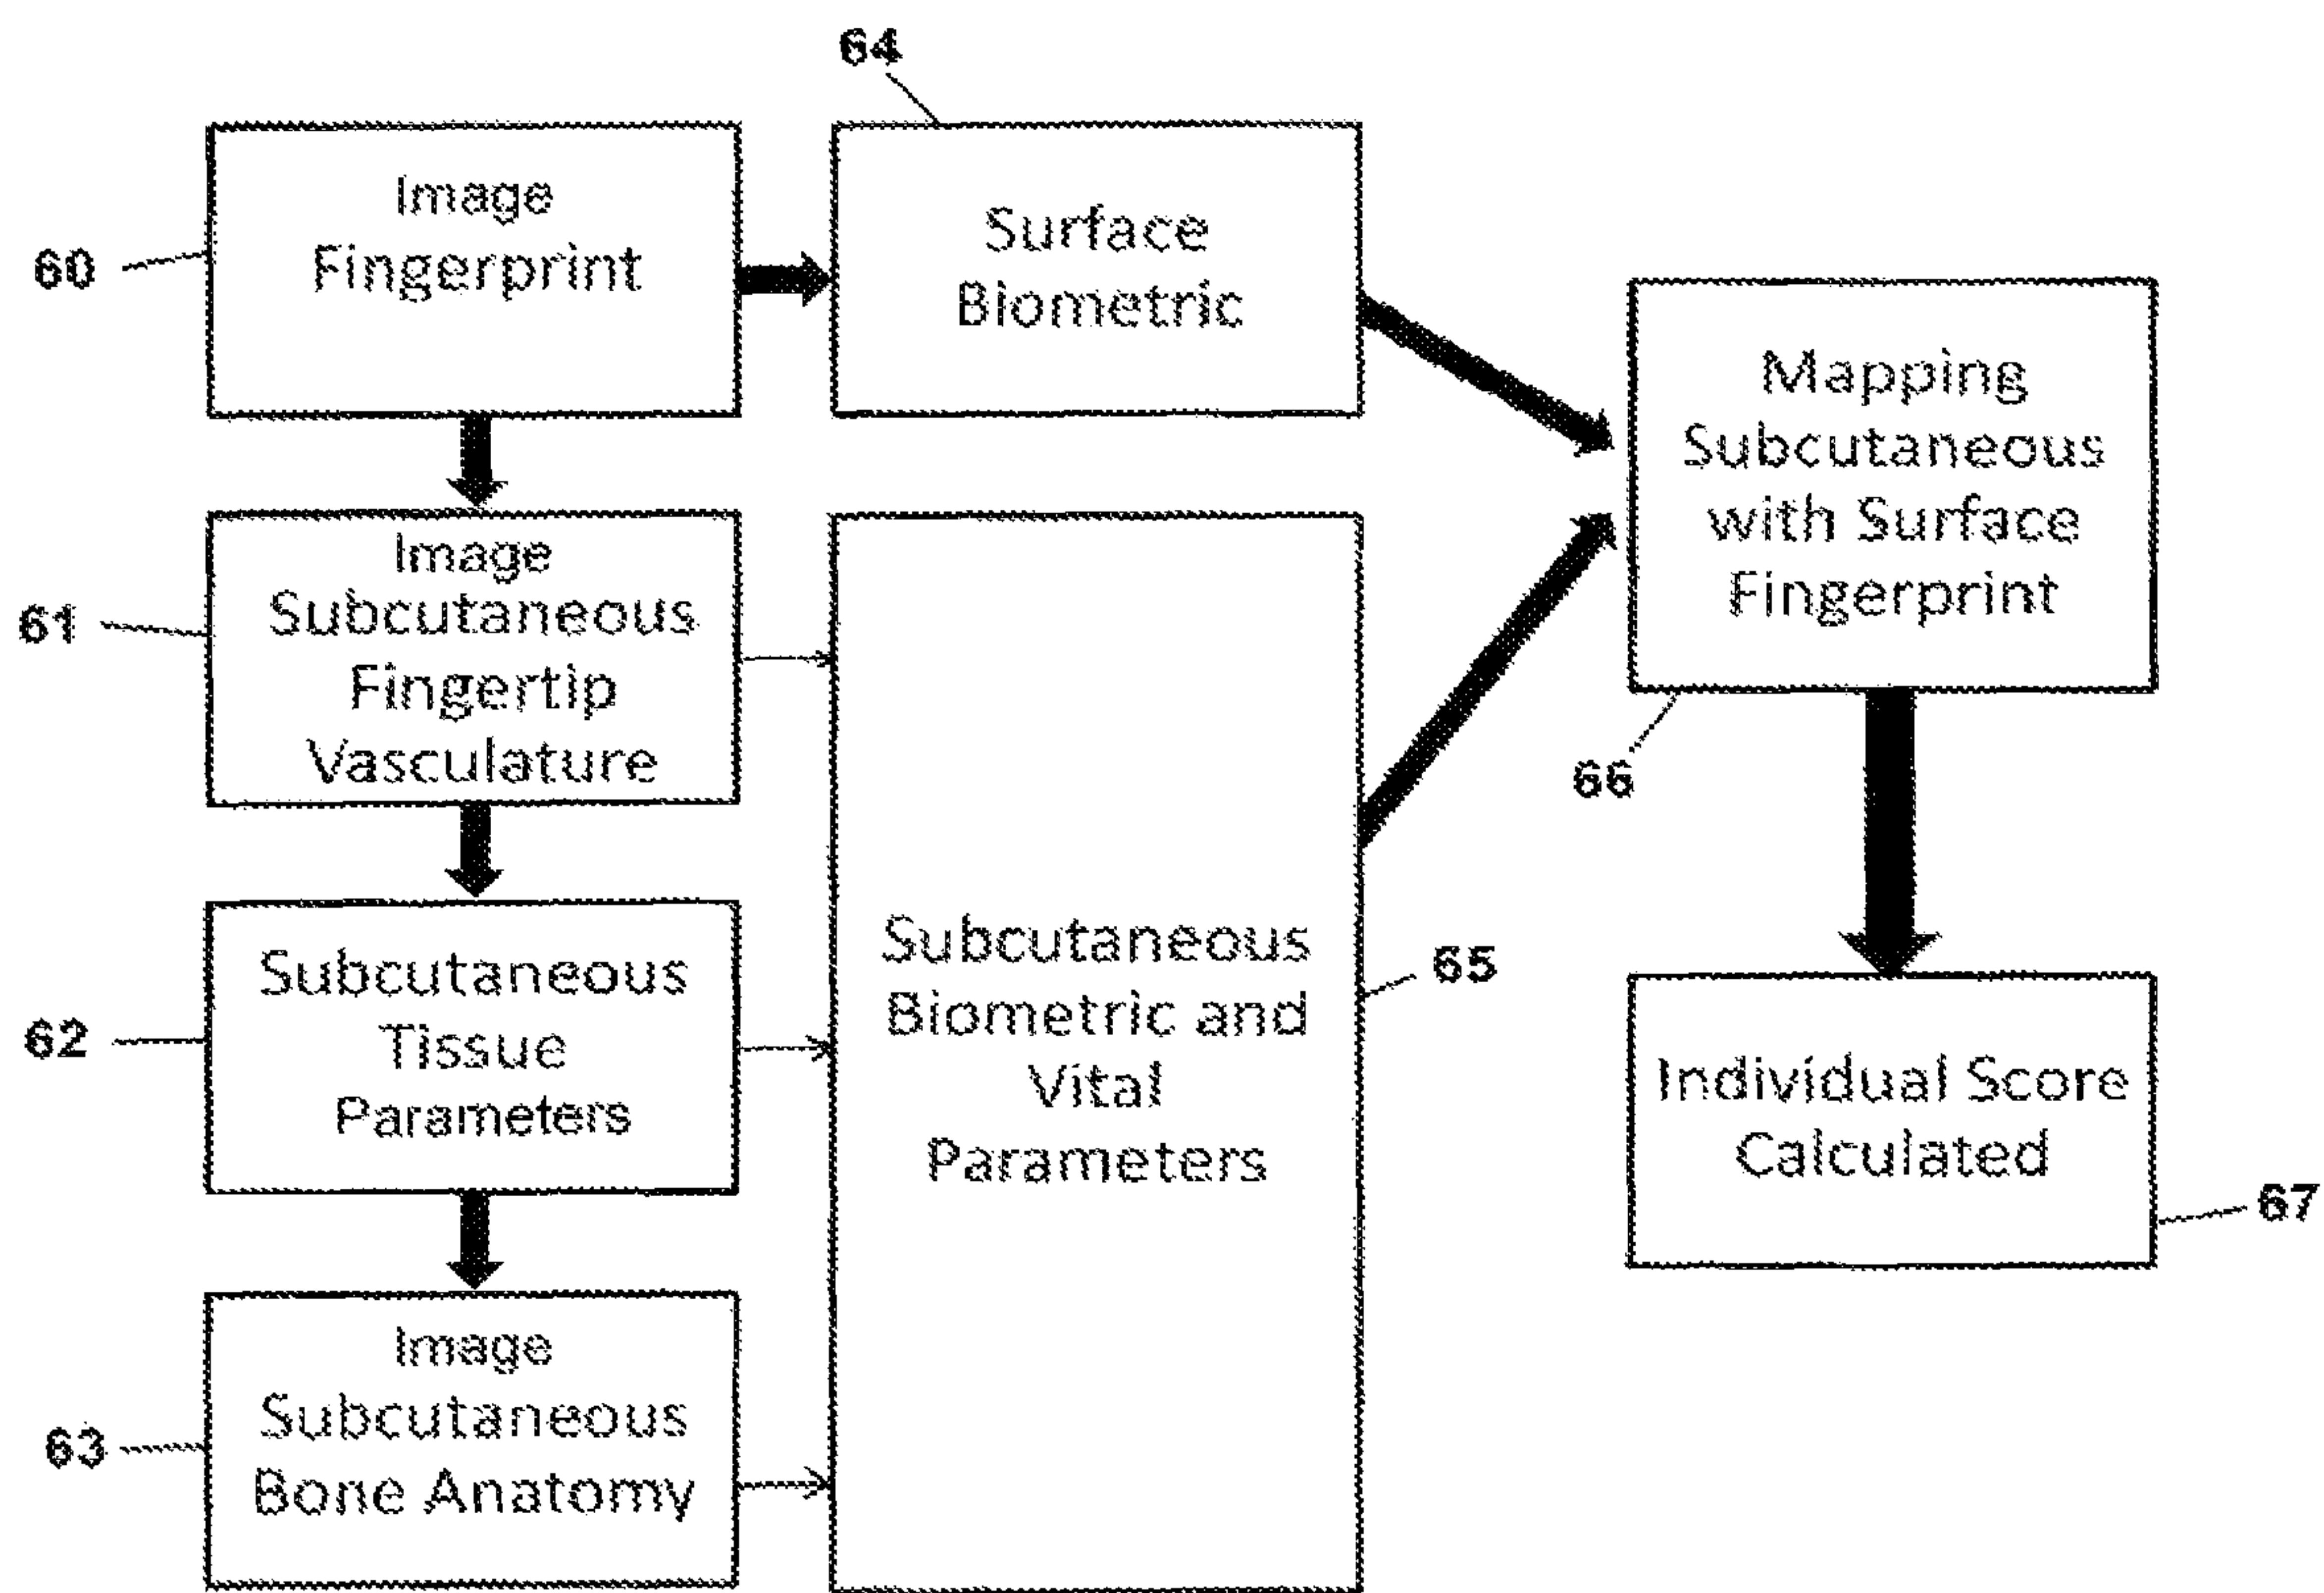 64
60
Image
Fingerprint
Surface
Biometric
61
Image
Subcutaneous
Fingertip
Vasculature
62
Subcutaneous
Tissue
Parameters
63
Image
Subcutaneous
Bone Anatomy
Subcutaneous
Biometric and
Vital
Parameters
65
Mapping
Subcutaneous
with Surface
Fingerprint
66
Individual Score
Calculated
67